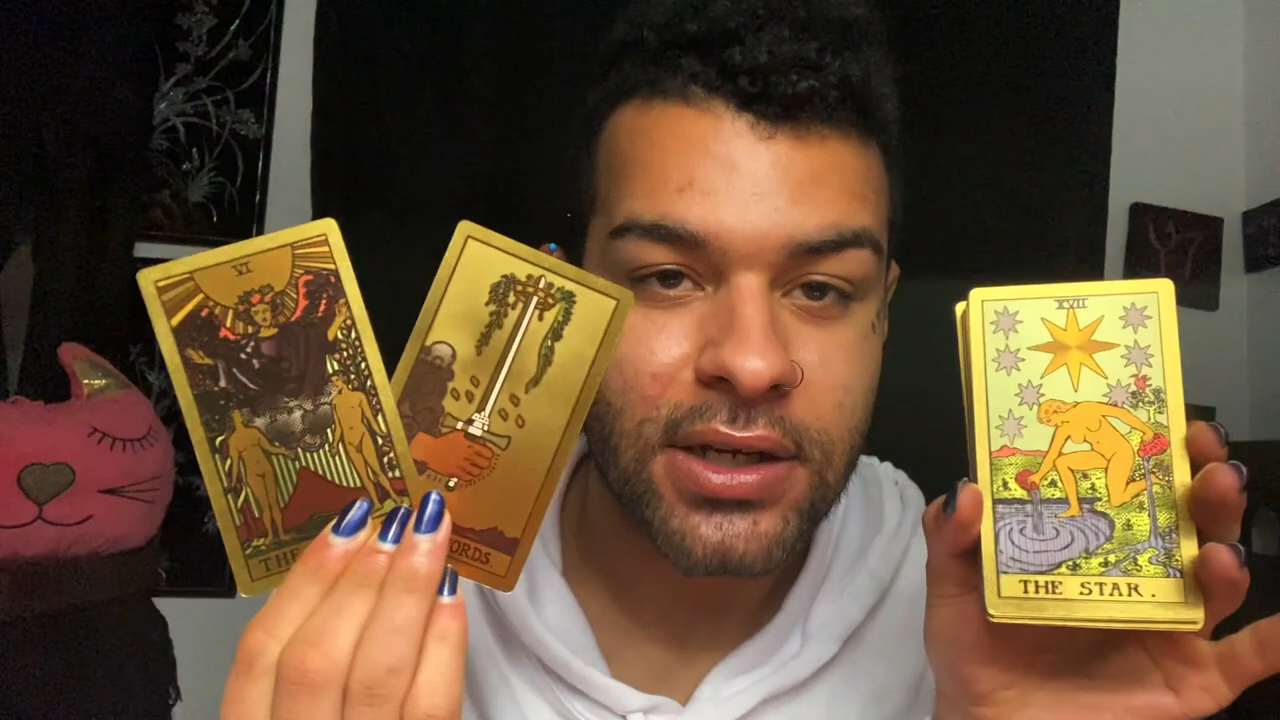 VI
THE
ORDS.
XVII
THE STAR.